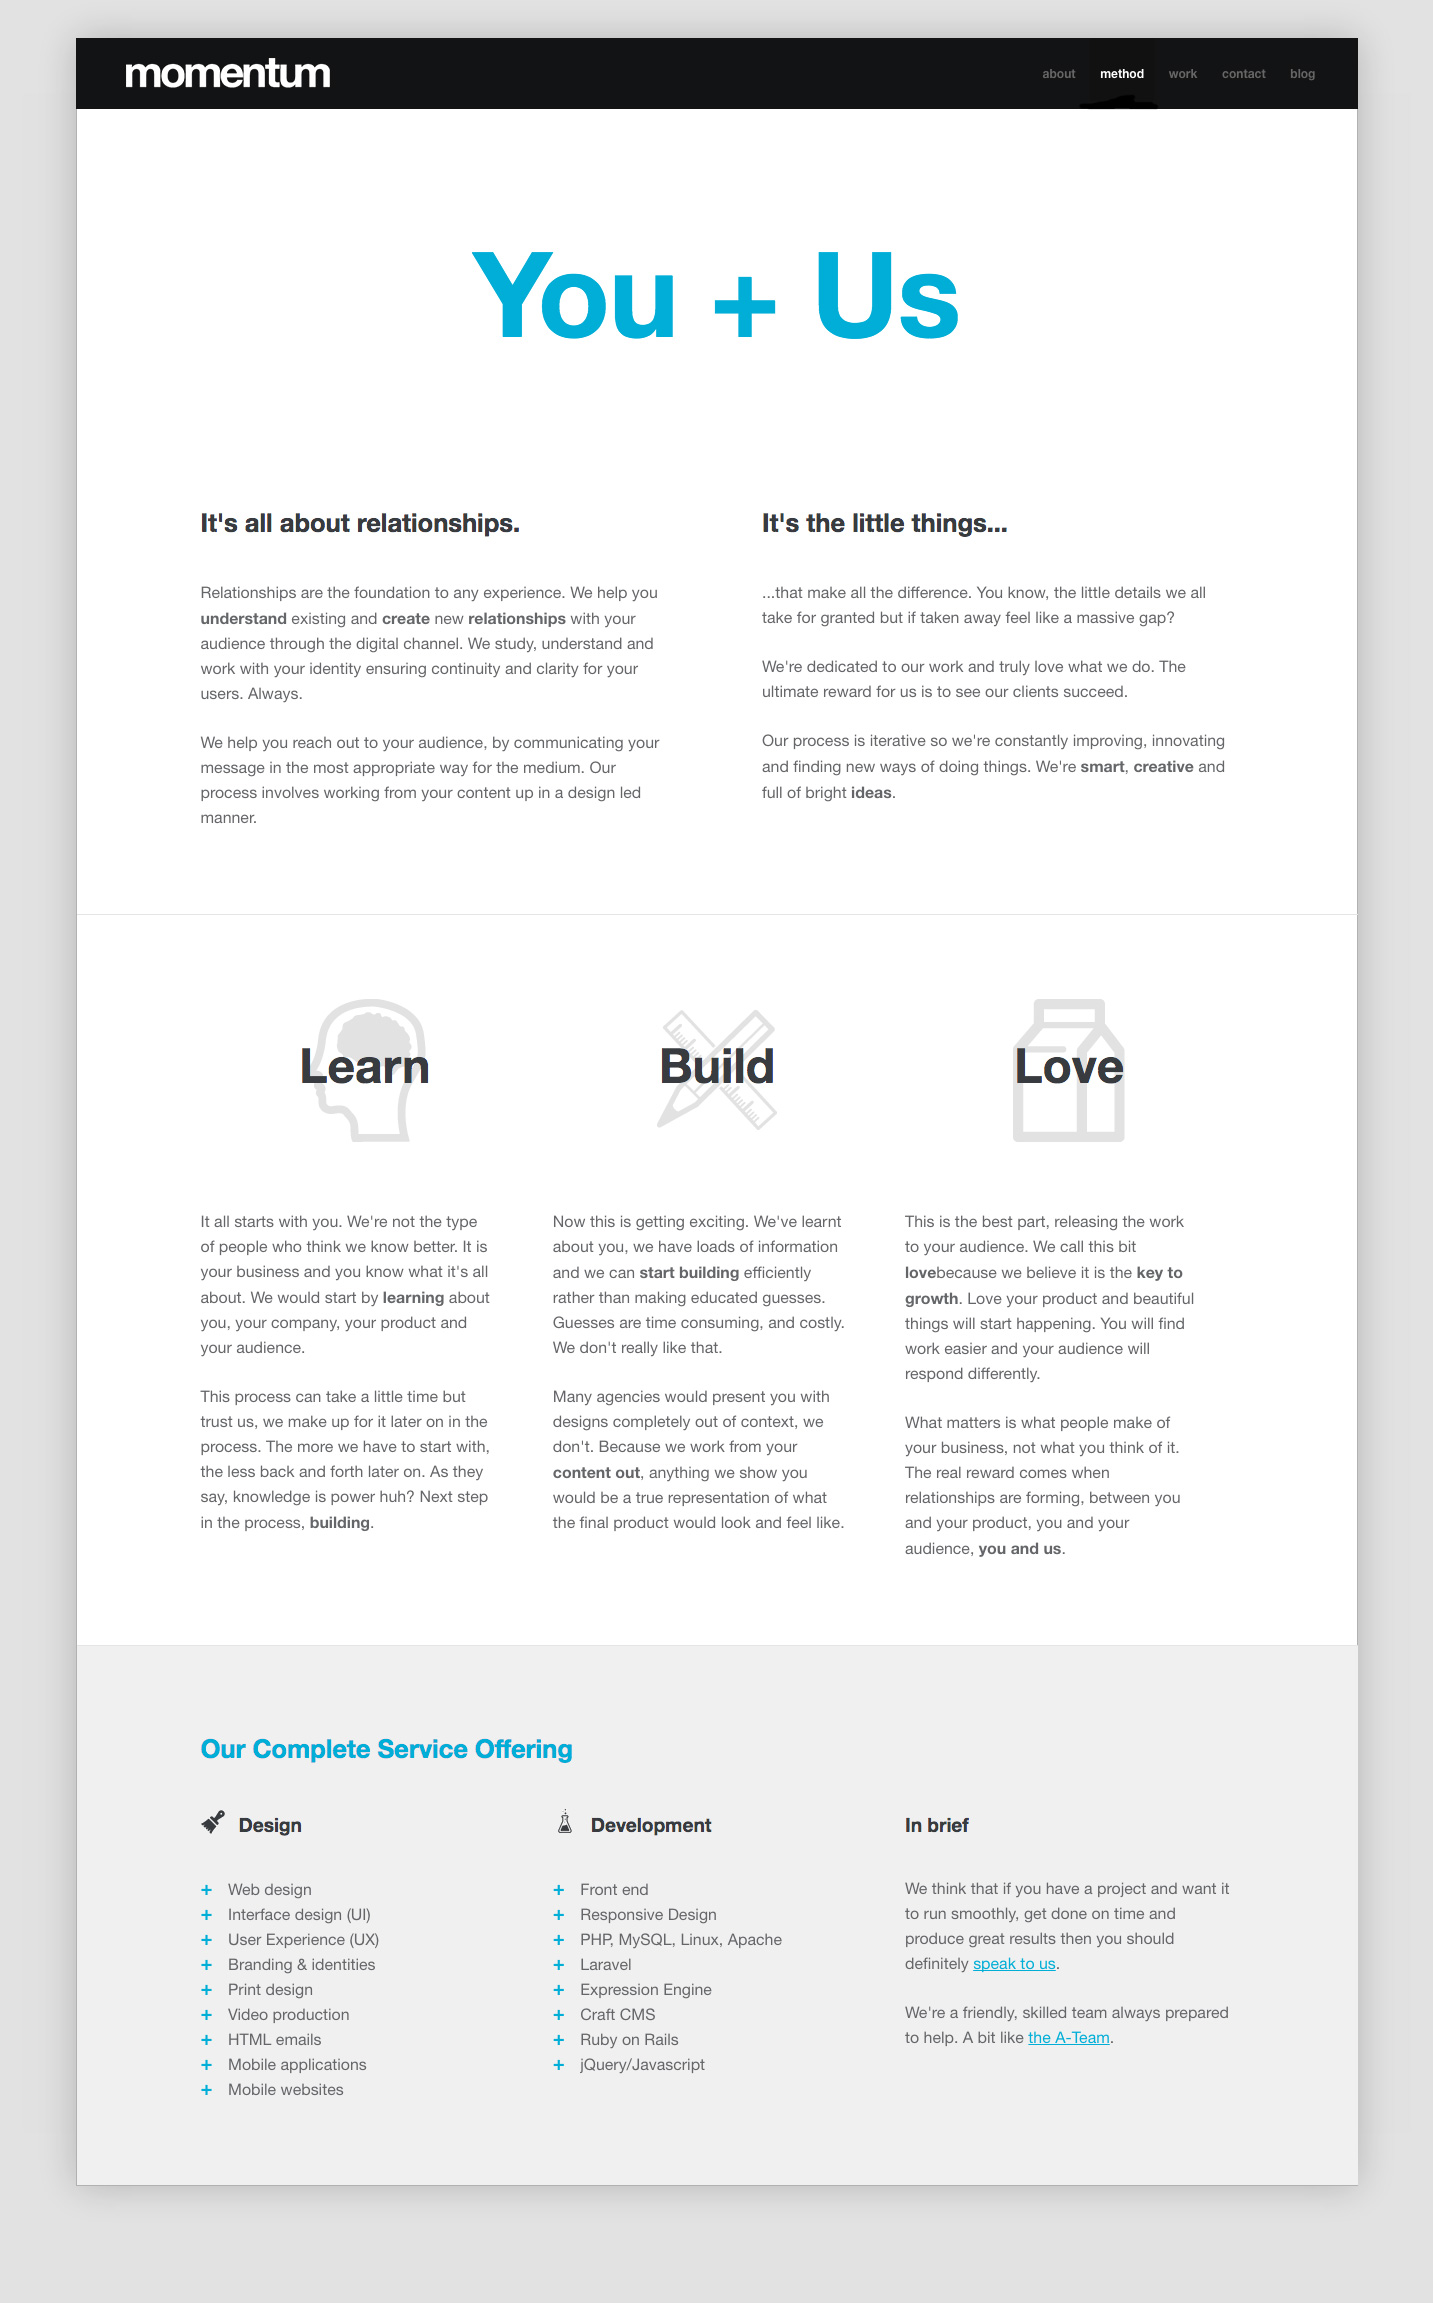 momentum
about method work contact blog
You + Us
It's all about relationships.
Relationships are the foundation to any experience. We help you
understand existing and create new relationships with your
audience through the digital channel. We study, understand and
work with your identity ensuring continuity and clarity for your
users. Always.
We help you reach out to your audience, by communicating your
message in the most appropriate way for the medium. Our
process involves working from your content up in a design led
manner.
It's the little things...
...that make all the difference. You know, the little details we all
take for granted but if taken away feel like a massive gap?
We're dedicated to our work and truly love what we do. The
ultimate reward for us is to see our clients succeed.
Our process is iterative so we're constantly improving, innovating
and finding new ways of doing things. We're smart, creative and
full of bright ideas.
Learn
It all starts with you. We're not the type
of people who think we know better. It is
your business and you know what it's all
about. We would start by learning about
you, your company, your product and
your audience.
This process can take a little time but
trust us, we make up for it later on in the
process. The more we have to start with,
the less back and forth later on. As they
say, knowledge is power huh? Next step
in the process, building.
Build
Now this is getting exciting. We've learnt
about you, we have loads of information
and we can start building efficiently
rather than making educated guesses.
Guesses are time consuming, and costly.
We don't really like that.
Many agencies would present you with
designs completely out of context, we
don't. Because we work from your
content out, anything we show you
would be a true representation of what
the final product would look and feel like.
Love
This is the best part, releasing the work
to your audience. We call this bit
lovebecause we believe it is the key to
growth. Love your product and beautiful
things will start happening. You will find
work easier and your audience will
respond differently.
What matters is what people make of
your business, not what you think of it.
The real reward comes when
relationships are forming, between you
and your product, you and your
audience, you and us.
Our Complete Service Offering
Design
+ Web design
+ Interface design (UI)
+ User Experience (UX)
+ Branding & identities
+ Print design
+ Video production
+ HTML emails
+ Mobile applications
+ Mobile websites
Development
+ Front end
+ Responsive Design
+ PHP, MySQL, Linux, Apache
+ Laravel
+ Expression Engine
+ Craft CMS
+ Ruby on Rails
+ jQuery/Javascript
In brief
We think that if you have a project and want it
to run smoothly, get done on time and
produce great results then you should
definitely speak to us.
We're a friendly, skilled team always prepared
to help. A bit like the A-Team.